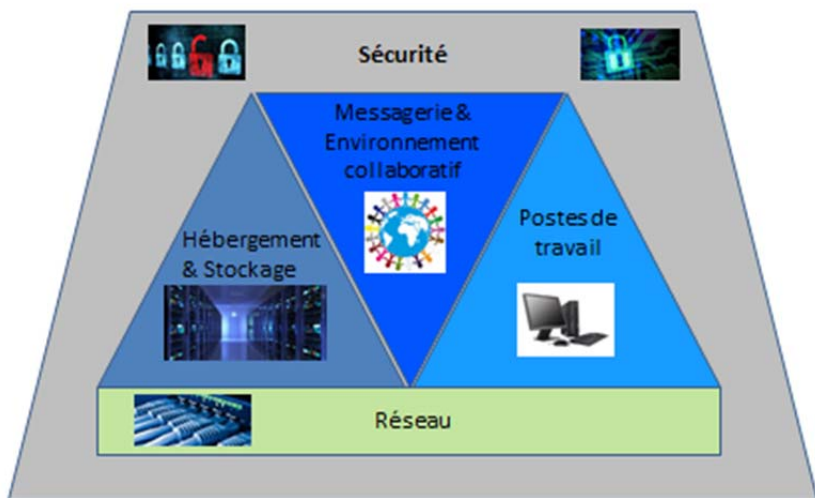 Sécurité
Messagerie &
Environnement
collaboratif
Hébergement
& Stockage
Postes de
travail
Réseau